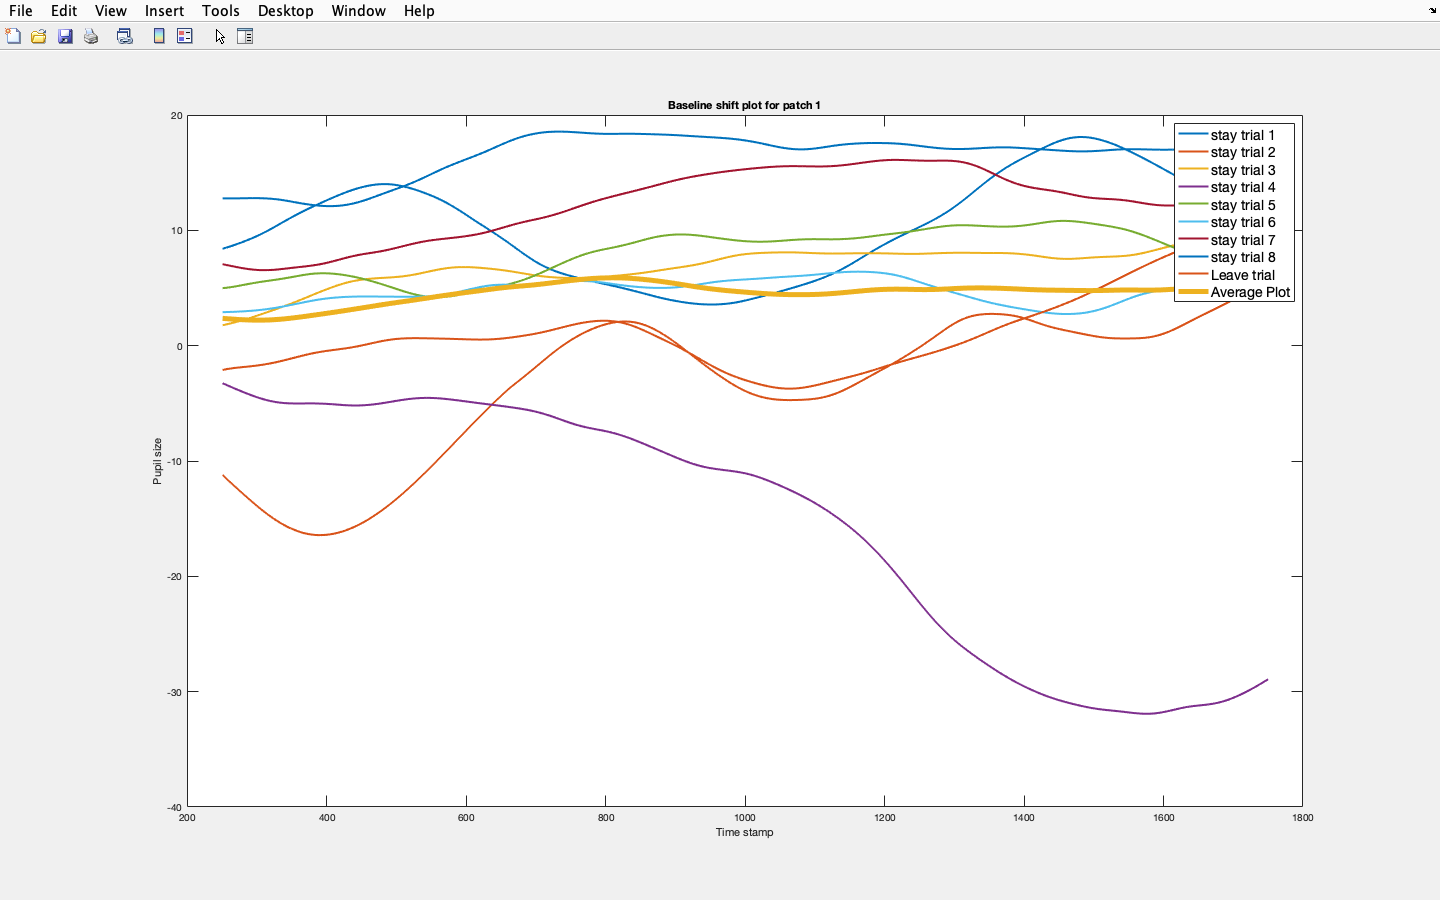 File Edit View Insert Tools Desktop Window Help
Baseline shift plot for patch 1
20
10
0
-10
-20
-30
-40
Pupil size
stay trial 1
stay trial 2
stay trial 3
stay trial 4
stay trial 5
stay trial 6
stay trial 7
stay trial 8
Leave trial
Average Plot
200 400 600 800 1000 1200 1400 1600 1800
Time stamp